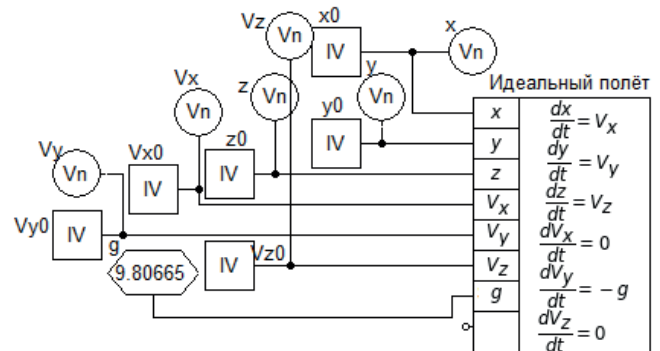 Vz
x0
Vn
IV
x
Vn
Идеальный полёт
Vx
Vn
z
Vn
y
Vn
y0
IV
x
dx/dt = Vx
y
dy/dt = Vy
Vy
Vn
Vx0
IV
z0
IV
z
dz/dt = Vz
Vx
dVx/dt = 0
Vy0
IV
g
Vy
9.80665
IV
Vz0
Vz
dVy/dt = −g
g
dVz/dt = 0